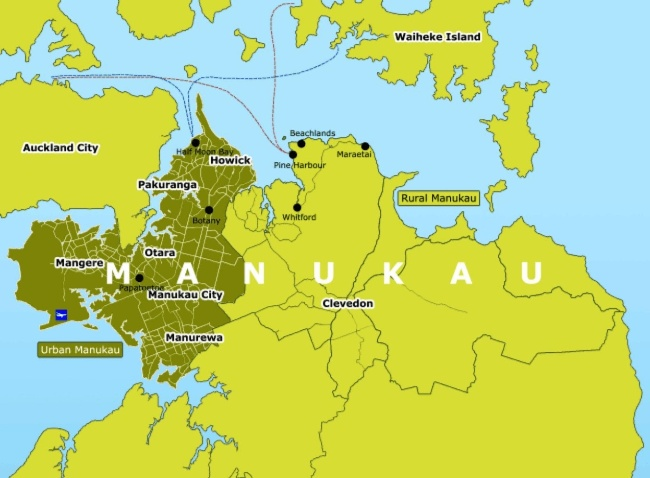 Waiheke Island
Beachlands
Auckland City
Half Moon Bay
Howick
Pine Harbour
Maraetai
Pakuranga
Rural Manukau
Botany
Whitford
Otara
Mangere
MANUKAU
Papatoetoe
Manukau City
Clevedon
Manurewa
Urban Manukau